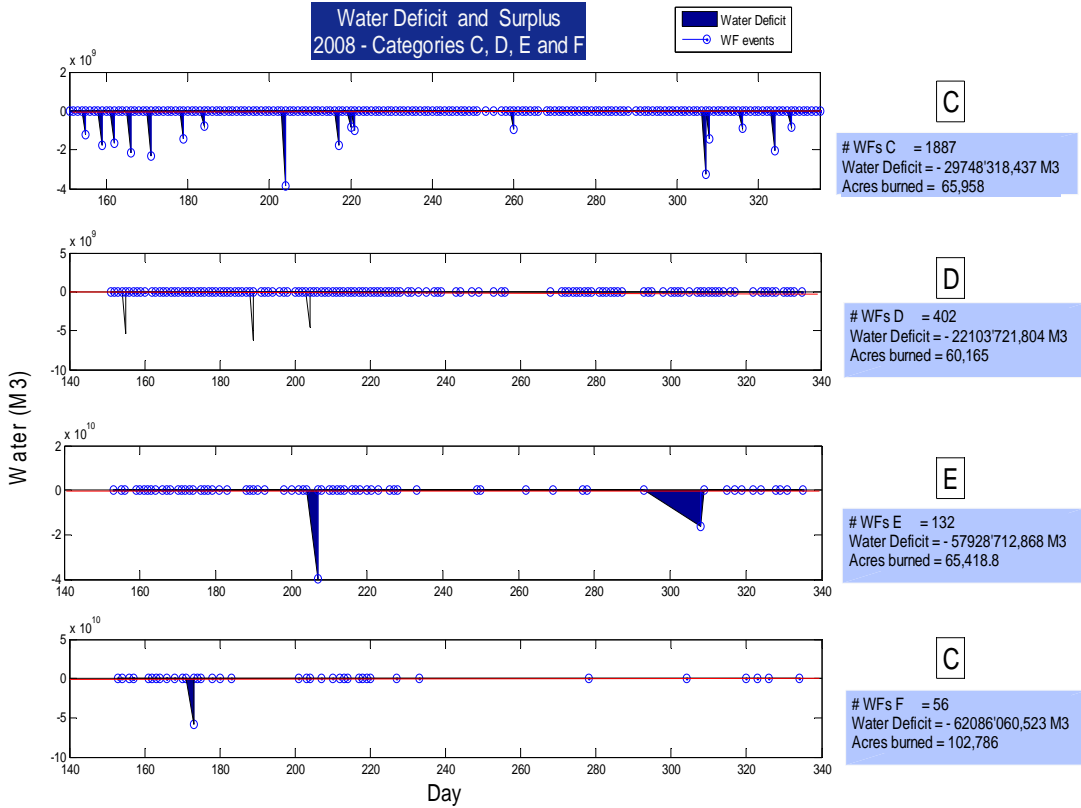 Water Deficit and Surplus
2008 - Categories C, D, E and F
Water Deficit
WF events
x 10^9
2
0
-2
-4
160 180 200 220 240 260 280 300 320
C
# WFs C = 1887
Water Deficit = - 29748'318,437 M3
Acres burned = 65,958
x 10^9
5
0
-5
-10
140 160 180 200 220 240 260 280 300 320 340
D
# WFs D = 402
Water Deficit = - 22103'721,804 M3
Acres burned = 60,165
Water (M3)
x 10^10
2
0
-2
-4
140 160 180 200 220 240 260 280 300 320 340
E
# WFs E = 132
Water Deficit = - 57928'712,868 M3
Acres burned = 65,418.8
x 10^10
5
0
-5
-10
140 160 180 200 220 240 260 280 300 320 340
Day
C
# WFs F = 56
Water Deficit = - 62086'060,523 M3
Acres burned = 102,786